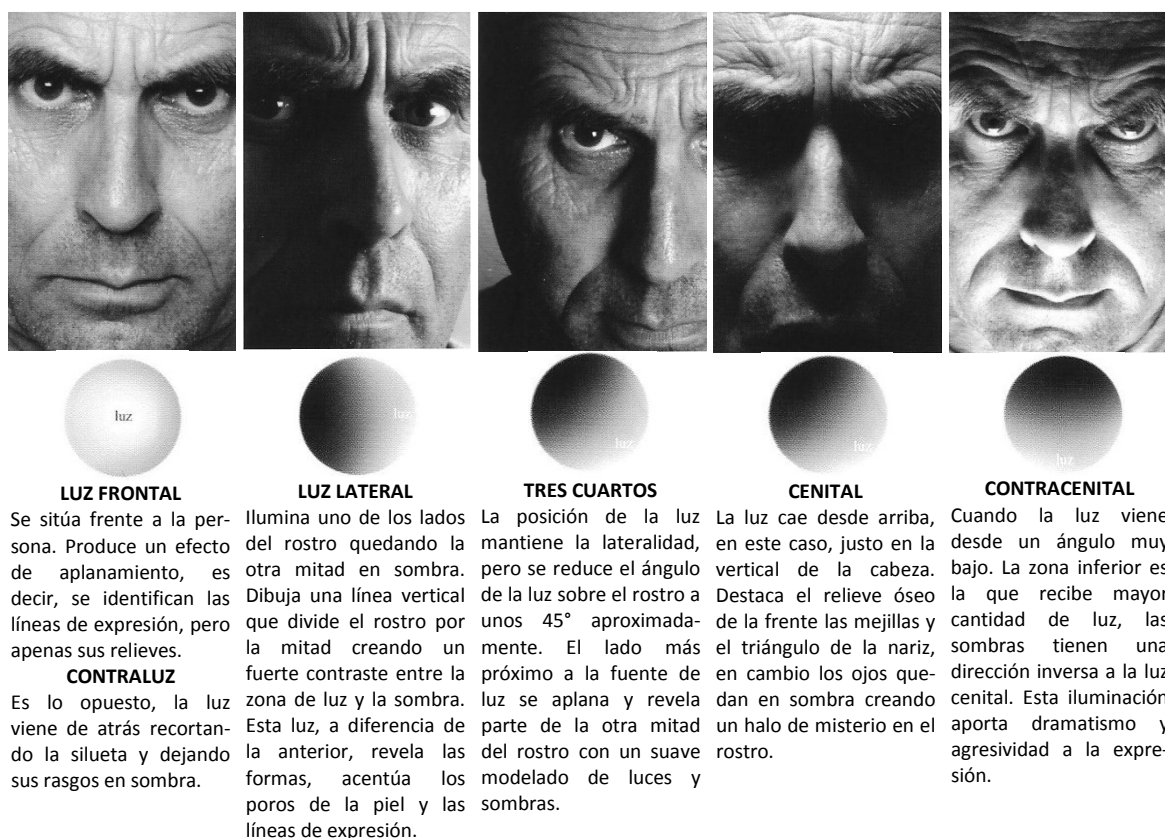 luz
LUZ FRONTAL
Se sitúa frente a la per-
sona. Produce un efecto
de aplanamiento, es
decir, se identifican las
líneas de expresión, pero
apenas sus relieves.
CONTRALUZ
Es lo opuesto, la luz
viene de atrás recortan-
do la silueta y dejando
sus rasgos en sombra.
luz
LUZ LATERAL
Ilumina uno de los lados
del rostro quedando la
otra mitad en sombra.
Dibuja una línea vertical
que divide el rostro por
la mitad creando un
fuerte contraste entre la
zona de luz y la sombra.
Esta luz, a diferencia de
la anterior, revela las
formas, acentúa los
poros de la piel y las
líneas de expresión.
luz
TRES CUARTOS
La posición de la luz
mantiene la lateralidad,
pero se reduce el ángulo
de la luz sobre el rostro a
unos 45° aproximada-
mente. El lado más
próximo a la fuente de
luz se aplana y revela
parte de la otra mitad
del rostro con un suave
modelado de luces y
sombras.
luz
CENITAL
La luz cae desde arriba,
en este caso, justo en la
vertical de la cabeza.
Destaca el relieve óseo
de la frente las mejillas y
el triángulo de la nariz,
en cambio los ojos que-
dan en sombra creando
un halo de misterio en el
rostro.
luz
CONTRACENITAL
Cuando la luz viene
desde un ángulo muy
bajo. La zona inferior es
la que recibe mayor
cantidad de luz, las
sombras tienen una
dirección inversa a la luz
cenital. Esta iluminación
aporta dramatismo y
agresividad a la expre-
sión.